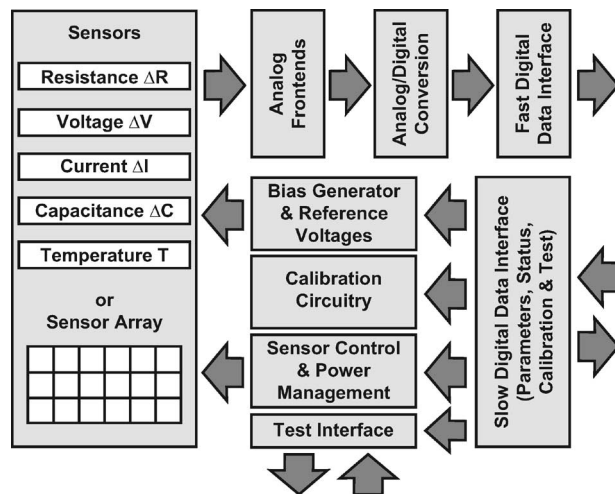 Sensors
Resistance ΔR
Voltage ΔV
Current ΔI
Capacitance ΔC
Temperature T
or
Sensor Array
Analog
Frontends
Analog/Digital
Conversion
Fast Digital
Data Interface
Bias Generator
& Reference
Voltages
Calibration
Circuitry
Sensor Control
& Power
Management
Test Interface
Slow Digital Data Interface
(Parameters, Status,
Calibration & Test)